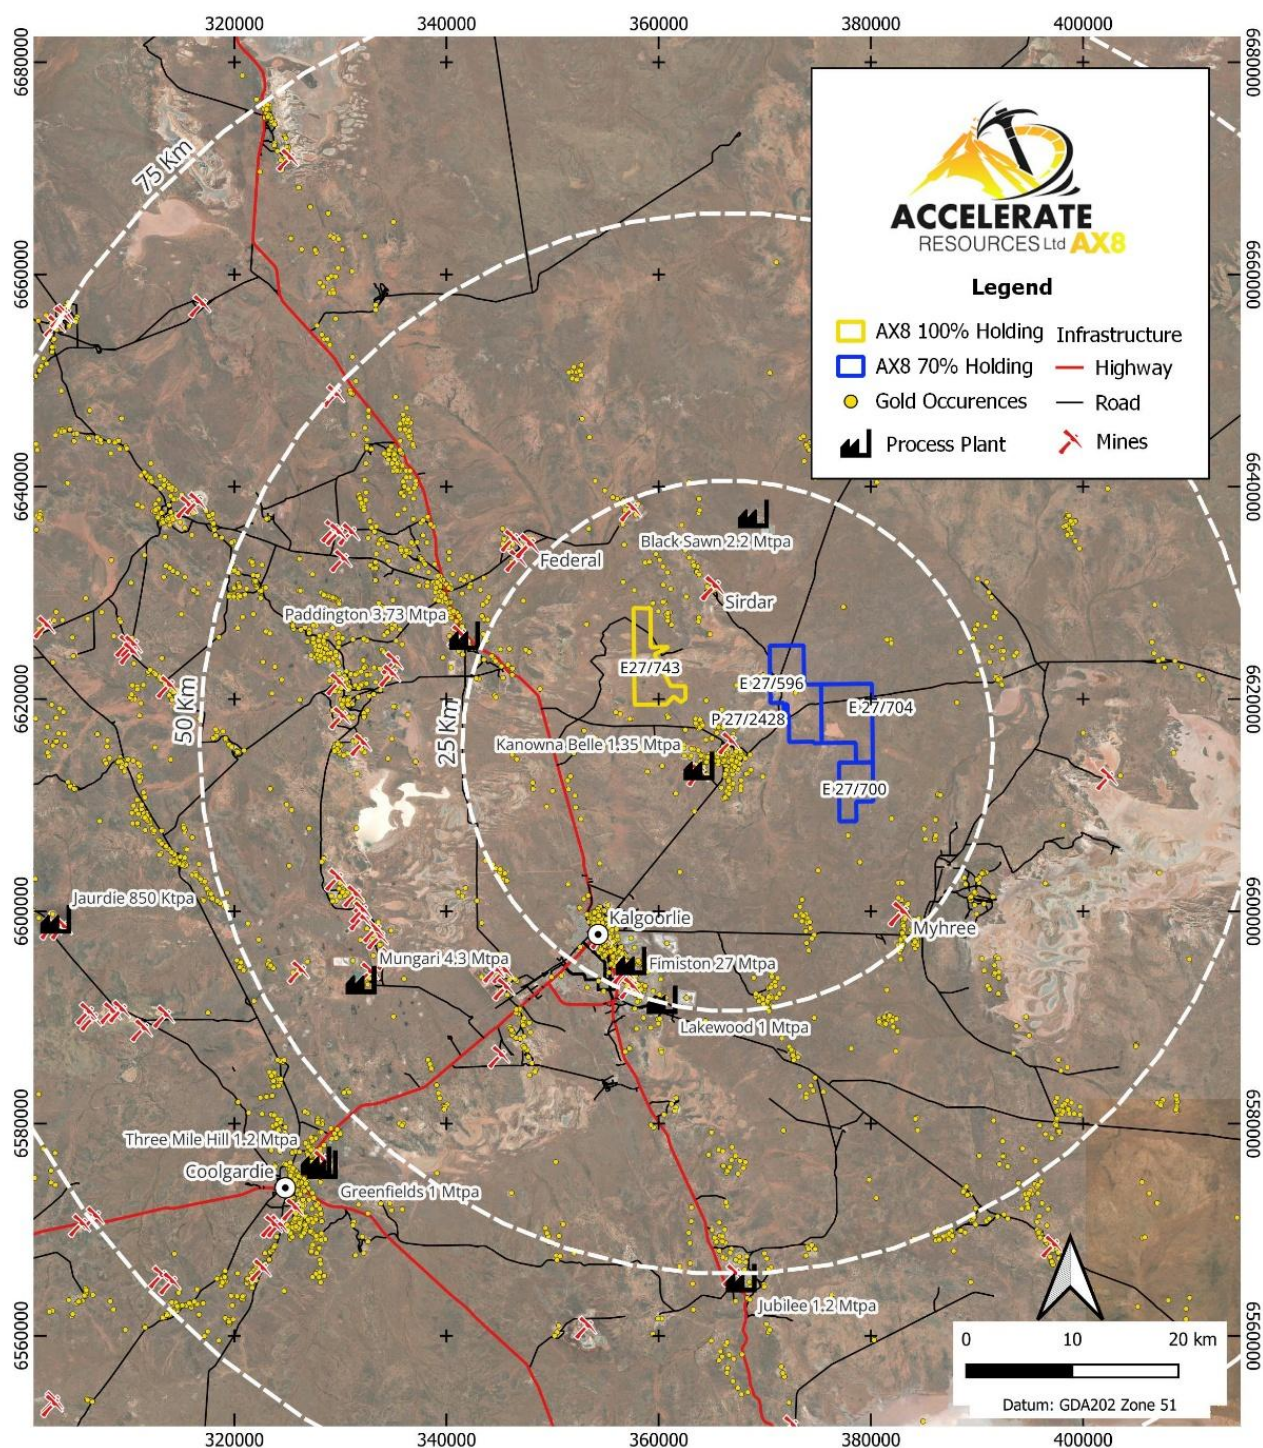 320000
340000
360000
380000
400000
6680000
6680000
ACCELERATE
RESOURCES Ltd AX8
Legend
AX8 100% Holding
Infrastructure
AX8 70% Holding
Highway
Gold Occurences
Road
Process Plant
Mines
75 Km
6660000
6660000
6640000
6640000
Black Sawn 2.2 Mtpa
Federal
Sirdar
Paddington 3.73 Mtpa
E27/743
E 27/596
6620000
6620000
50 Km
25 Km
E 27/704
P 27/2428
Kanowna Belle 1.35 Mtpa
E 27/700
Jaurdie 850 Ktpa
6600000
6600000
Kalgoorlie
Myhree
Mungari 4.3 Mtpa
Fimiston 27 Mtpa
Lakewood 1 Mtpa
6580000
6580000
Three Mile Hill 1.2 Mtpa
Coolgardie
Greenfields 1 Mtpa
Jubilee 1.2 Mtpa
6560000
6560000
0 10 20 km
Datum: GDA202 Zone 51
320000
340000
360000
380000
400000